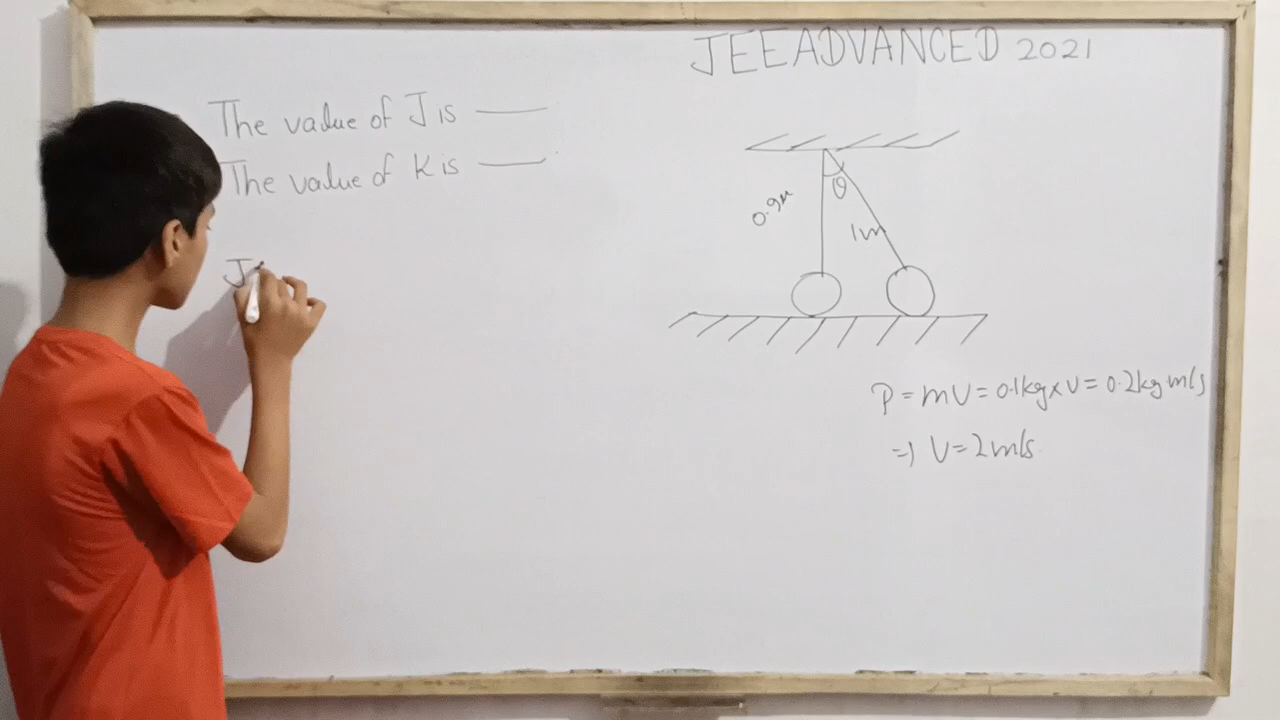 JEE ADVANCED 2021
The value of J is
The value of K is
J
0.9m
θ
1m
P = mv = 0.1kg×v = 0.2kg m/s
=) v = 2m/s